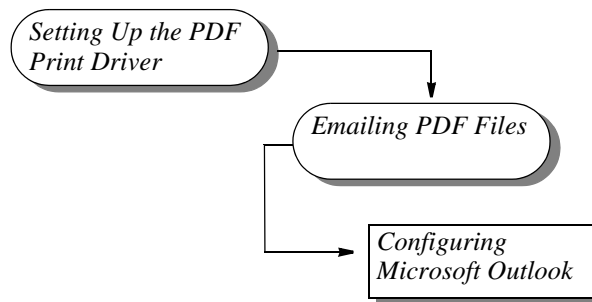 Setting Up the PDF
Print Driver
Emailing PDF Files
Configuring
Microsoft Outlook